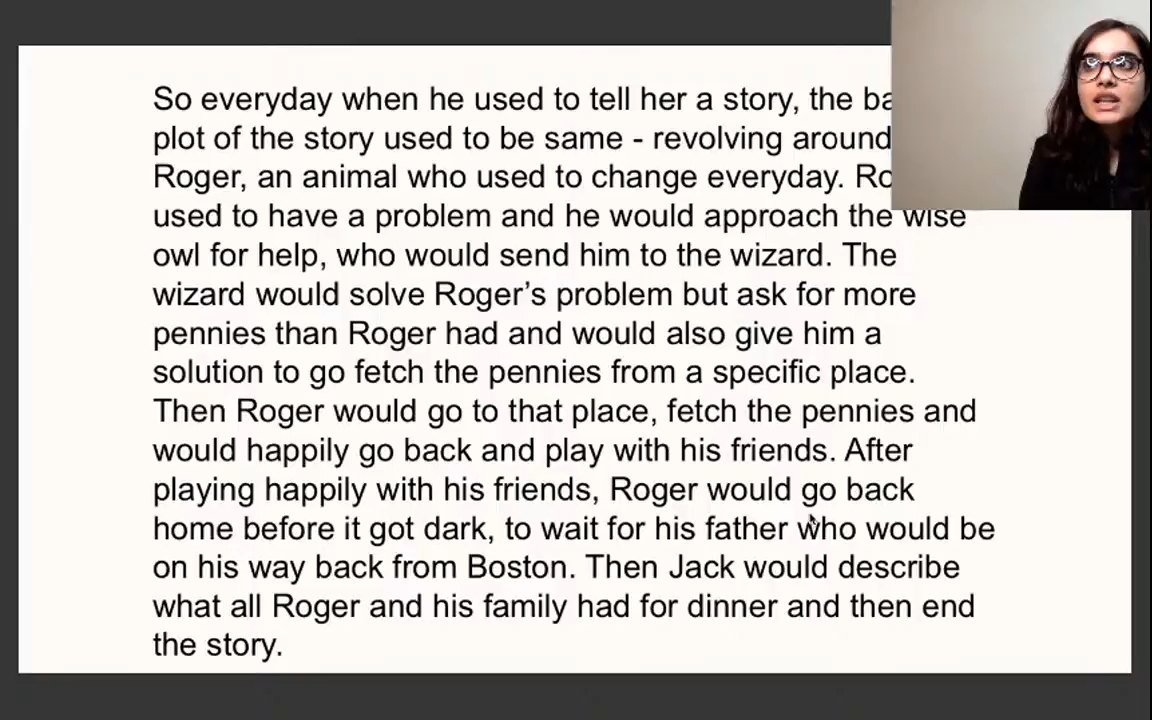 So everyday when he used to tell her a story, the
plot of the story used to be same - revolving around
Roger, an animal who used to change everyday.
used to have a problem and he would approach the wise
owl for help, who would send him to the wizard. The
wizard would solve Roger's problem but ask for more
pennies than Roger had and would also give him a
solution to go fetch the pennies from a specific place.
Then Roger would go to that place, fetch the pennies and
would happily go back and play with his friends. After
playing happily with his friends, Roger would go back
home before it got dark, to wait for his father who would be
on his way back from Boston. Then Jack would describe
what all Roger and his family had for dinner and then end
the story.